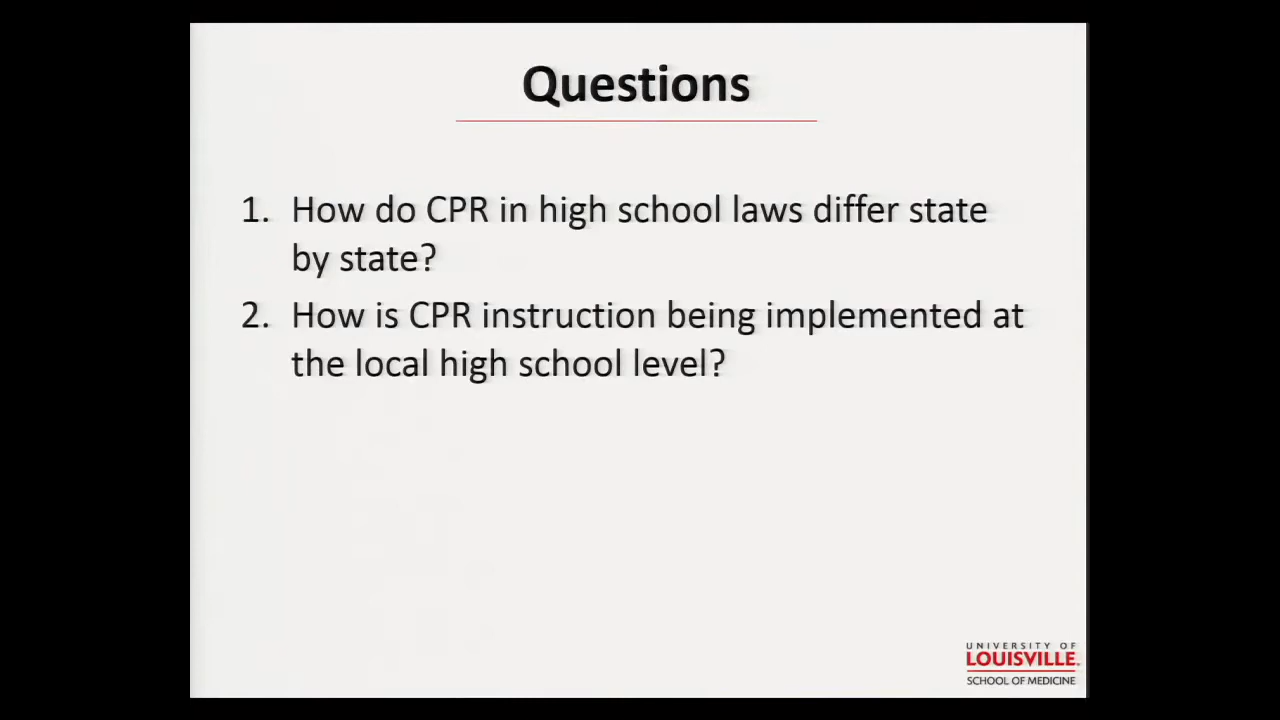 Questions
1. How do CPR in high school laws differ state
by state?
2. How is CPR instruction being implemented at
the local high school level?
UNIVERSITY OF
LOUISVILLE.
SCHOOL OF MEDICINE